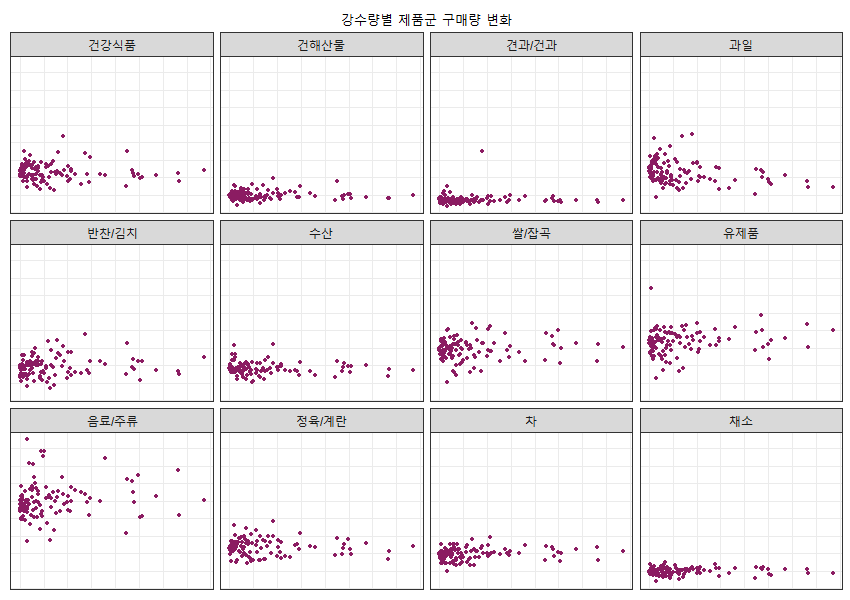 강수량별 제품군 구매량 변화
건강식품
건해산물
견과/건과
과일
반찬/김치
수산
쌀/잡곡
유제품
음료/주류
정육/계란
차
채소